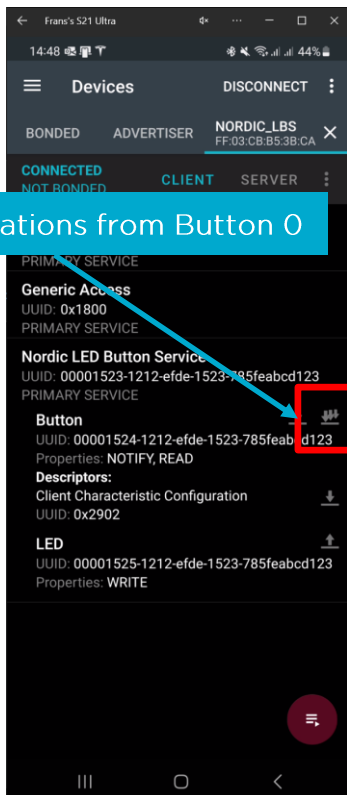 Frans's S21 Ultra
14:48 44%
Devices DISCONNECT
BONDED ADVERTISER NORDIC_LBS
FF:03:CB:B5:3B:CA
CONNECTED
NOT BONDED CLIENT SERVER
ations from Button 0
PRIMARY SERVICE
Generic Access
UUID: 0x1800
PRIMARY SERVICE
Nordic LED Button Service
UUID: 00001523-1212-efde-1523-785feabcd123
PRIMARY SERVICE
Button
UUID: 00001524-1212-efde-1523-785feabcd123
Properties: NOTIFY, READ
Descriptors:
Client Characteristic Configuration
UUID: 0x2902
LED
UUID: 00001525-1212-efde-1523-785feabcd123
Properties: WRITE